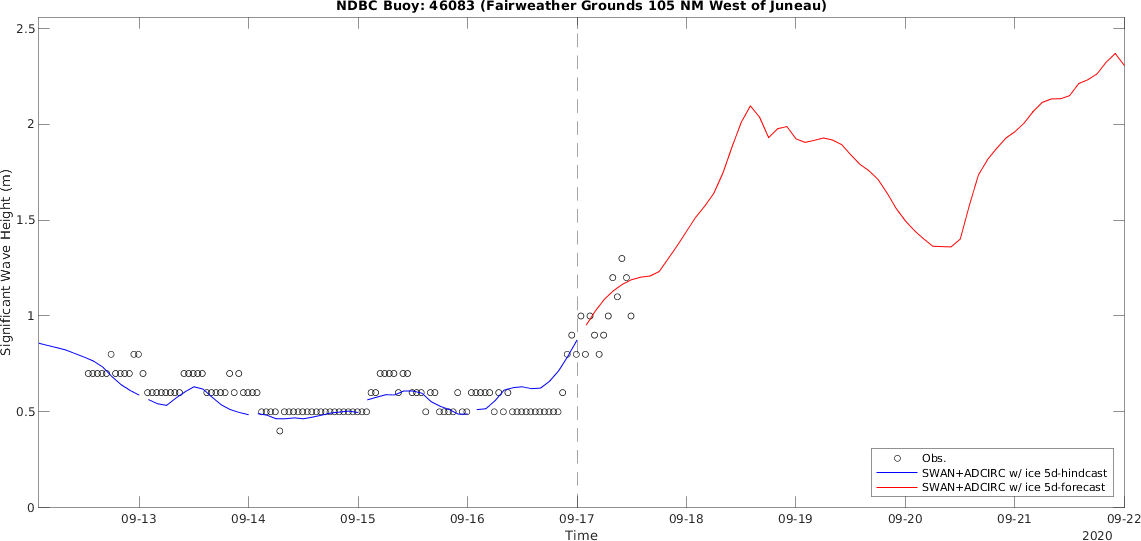 NDBC Buoy: 46083 (Fairweather Grounds 105 NM West of Juneau)
Significant Wave Height (m)
2.5
2
1.5
1
0.5
0
Obs.
SWAN+ADCIRC w/ ice 5d-hindcast
SWAN+ADCIRC w/ ice 5d-forecast
09-13 09-14 09-15 09-16 09-17 09-18 09-19 09-20 09-21 09-22
Time
2020